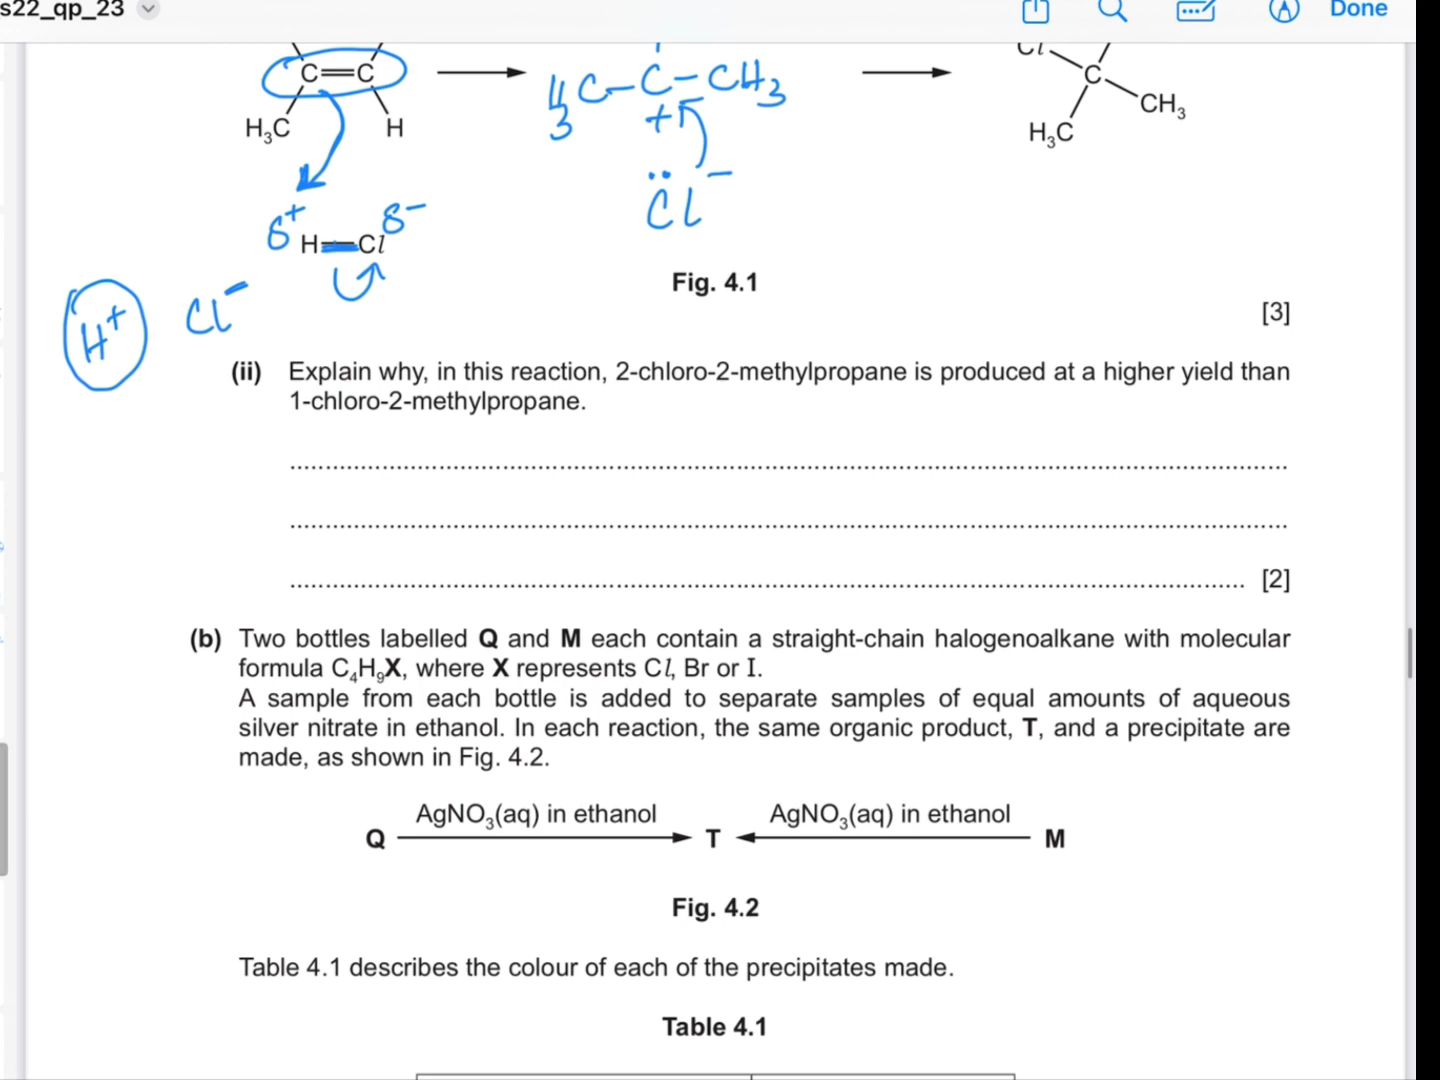 s22_qp_23
Done
C=C
H₃C
H
H₃C–C–CH₃
+
Cl
C
CH₃
H₃C
δ+ H–Cl δ−
:Cl−
H+
Cl−
Fig. 4.1
[3]
(ii) Explain why, in this reaction, 2-chloro-2-methylpropane is produced at a higher yield than
1-chloro-2-methylpropane.
[2]
(b) Two bottles labelled Q and M each contain a straight-chain halogenoalkane with molecular
formula C₄H₉X, where X represents Cl, Br or I.
A sample from each bottle is added to separate samples of equal amounts of aqueous
silver nitrate in ethanol. In each reaction, the same organic product, T, and a precipitate are
made, as shown in Fig. 4.2.
AgNO₃(aq) in ethanol AgNO₃(aq) in ethanol
Q T M
Fig. 4.2
Table 4.1 describes the colour of each of the precipitates made.
Table 4.1